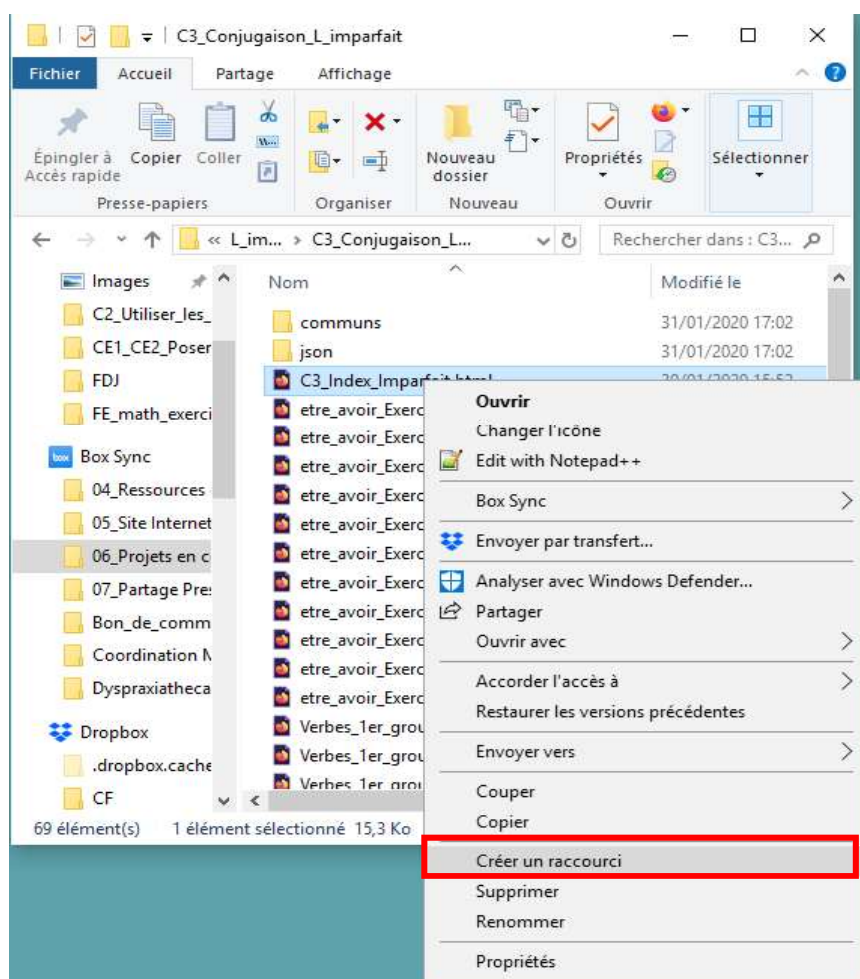 C3_Conjugaison_L_imparfait
Fichier Accueil Partage Affichage
Épingler à Accès rapide
Copier
Coller
Nouveau dossier
Propriétés
Sélectionner
Presse-papiers Organiser Nouveau Ouvrir
« L_im... > C3_Conjugaison_L... Rechercher dans : C3...
Images
C2_Utiliser_les_
CE1_CE2_Poser
FDJ
FE_math_exerci
Box Sync
04_Ressources
05_Site Internet
06_Projets en c
07_Partage Pre
Bon_de_comm
Coordination
Dyspraxiatheca
Dropbox
.dropbox.cache
CF
Nom Modifié le
communs 31/01/2020 17:02
json 31/01/2020 17:02
C3_Index_Imparfait.html
etre_avoir_Exerc
etre_avoir_Exerc
etre_avoir_Exerc
etre_avoir_Exerc
etre_avoir_Exerc
etre_avoir_Exerc
etre_avoir_Exerc
etre_avoir_Exerc
etre_avoir_Exerc
etre_avoir_Exerc
etre_avoir_Exerc
Verbes_1er_grou
Verbes_1er_grou
Verbes_1er_grou
69 élément(s) 1 élément sélectionné 15,3 Ko
Ouvrir
Changer l'icône
Edit with Notepad++
Box Sync
Envoyer par transfert...
Analyser avec Windows Defender...
Partager
Ouvrir avec
Accorder l'accès à
Restaurer les versions précédentes
Envoyer vers
Couper
Copier
Créer un raccourci
Supprimer
Renommer
Propriétés